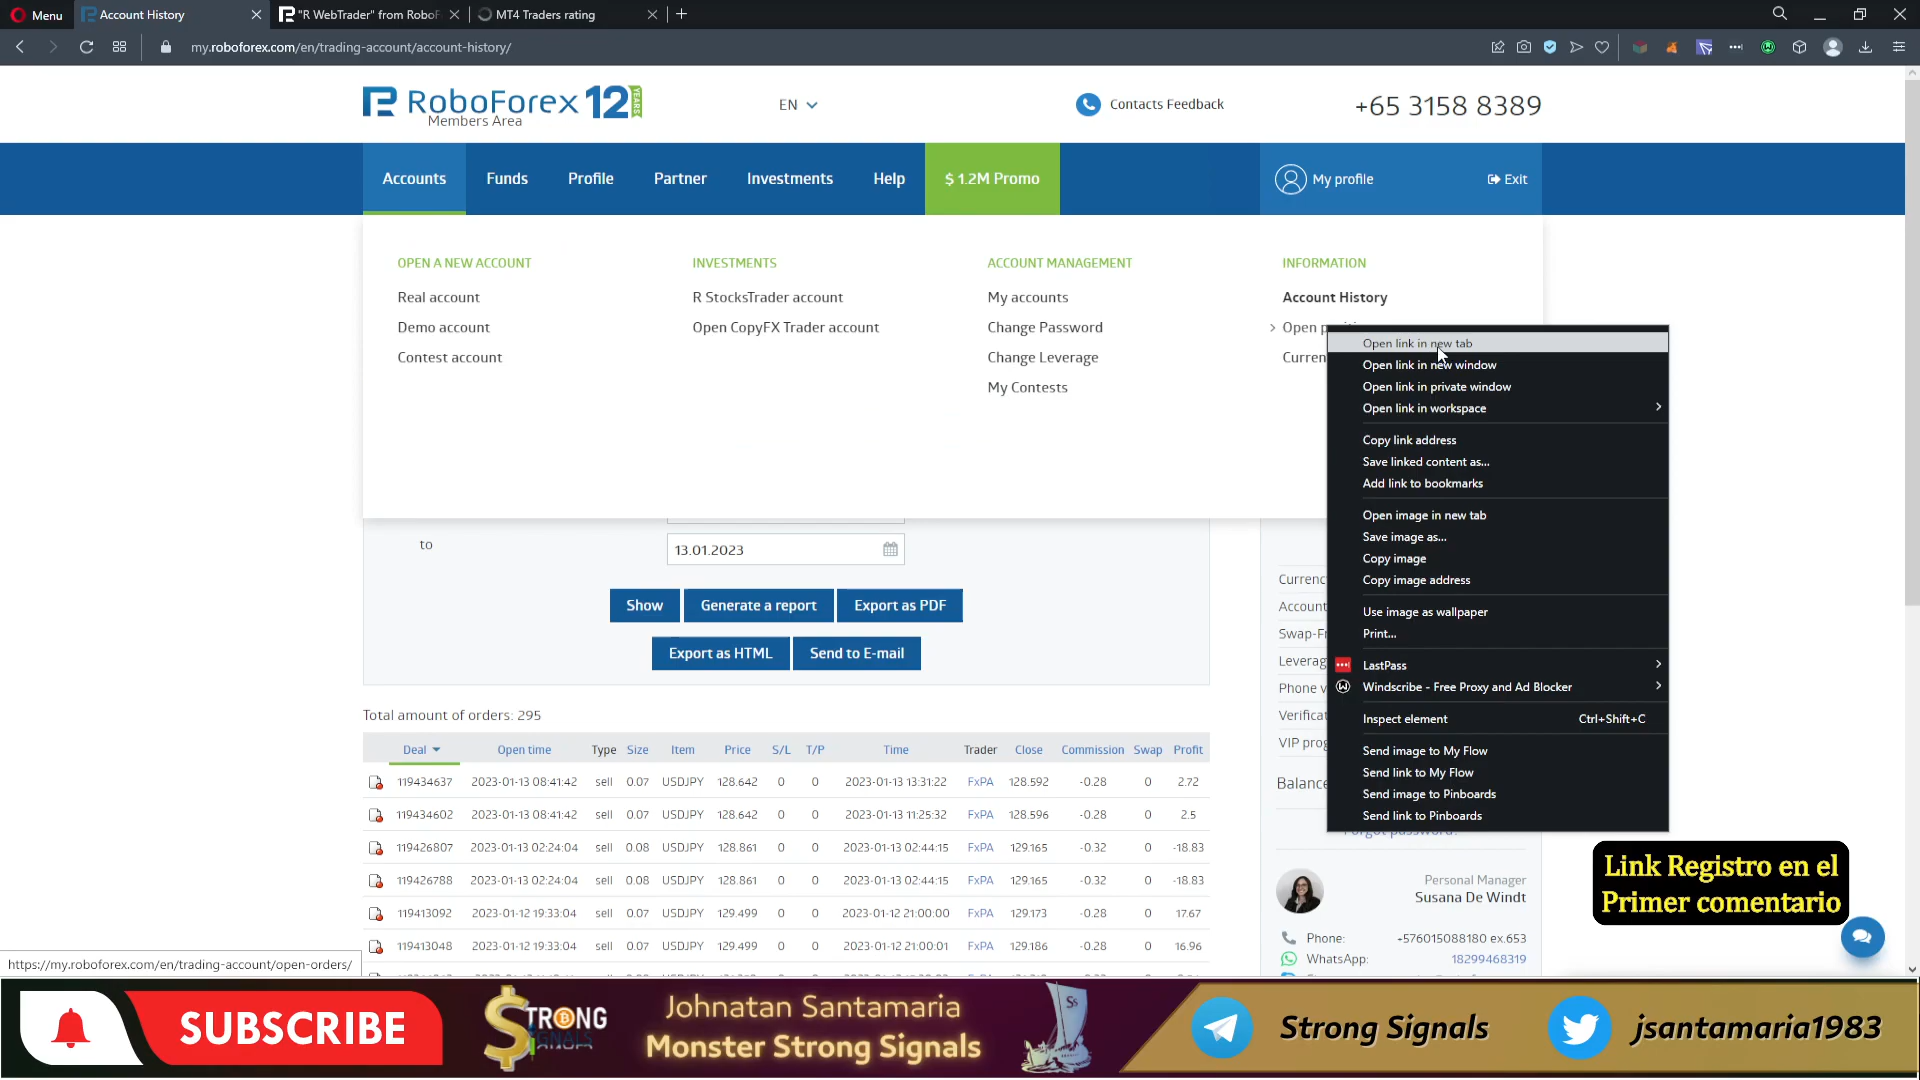 Menu
Account History
"R WebTrader" from RoboF
MT4 Traders rating
my.roboforex.com/en/trading-account/account-history/
RoboForex 12 YEARS
Members Area
EN
Contacts Feedback
+65 3158 8389
Accounts
Funds
Profile
Partner
Investments
Help
$ 1.2M Promo
My profile
Exit
OPEN A NEW ACCOUNT
Real account
Demo account
Contest account
INVESTMENTS
R StocksTrader account
Open CopyFX Trader account
ACCOUNT MANAGEMENT
My accounts
Change Password
Change Leverage
My Contests
INFORMATION
Account History
Open p
Curren
Open link in new tab
Open link in new window
Open link in private window
Open link in workspace
Copy link address
Save linked content as...
Add link to bookmarks
Open image in new tab
Save image as...
Copy image
Copy image address
Use image as wallpaper
Print...
LastPass
Windscribe - Free Proxy and Ad Blocker
Inspect element Ctrl+Shift+C
Send image to My Flow
Send link to My Flow
Send image to Pinboards
Send link to Pinboards
to
13.01.2023
Show
Generate a report
Export as PDF
Export as HTML
Send to E-mail
Currenc
Account
Swap-Fr
Leverag
Phone v
Verificat
VIP prog
Balance
Forgot password?
Total amount of orders: 295
Deal Open time Type Size Item Price S/L T/P Time Trader Close Commission Swap Profit
119434637 2023-01-13 08:41:42 sell 0.07 USDJPY 128.642 0 0 2023-01-13 13:31:22 FxPA 128.592 -0.28 0 2.72
119434602 2023-01-13 08:41:42 sell 0.07 USDJPY 128.642 0 0 2023-01-13 11:25:32 FxPA 128.596 -0.28 0 2.5
119426807 2023-01-13 02:24:04 sell 0.08 USDJPY 128.861 0 0 2023-01-13 02:44:15 FxPA 129.165 -0.32 0 -18.83
119426788 2023-01-13 02:24:04 sell 0.08 USDJPY 128.861 0 0 2023-01-13 02:44:15 FxPA 129.165 -0.32 0 -18.83
119413092 2023-01-12 19:33:04 sell 0.07 USDJPY 129.499 0 0 2023-01-12 21:00:00 FxPA 129.173 -0.28 0 17.67
119413048 2023-01-12 19:33:04 sell 0.07 USDJPY 129.499 0 0 2023-01-12 21:00:01 FxPA 129.186 -0.28 0 16.96
Personal Manager
Susana De Windt
Phone: +576015088180 ex.653
WhatsApp: 18299468319
Link Registro en el
Primer comentario
https://my.roboforex.com/en/trading-account/open-orders/
SUBSCRIBE
STRONG
SIGNALS
Johnatan Santamaria
Monster Strong Signals
Ss
Strong Signals
jsantamaria1983